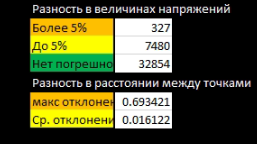 Разность в величинах напряжений
Более 5% 327
До 5% 7480
Нет погрешно 32854
Разность в расстоянии между точками
макс отклонен 0.693421
Ср. отклонени 0.016122